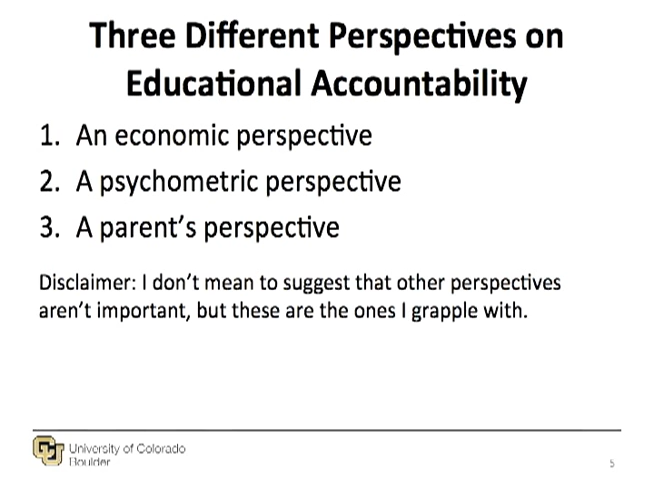 Three Different Perspectives on
Educational Accountability
1. An economic perspective
2. A psychometric perspective
3. A parent's perspective
Disclaimer: I don't mean to suggest that other perspectives
aren't important, but these are the ones I grapple with.
University of Colorado
Boulder
5